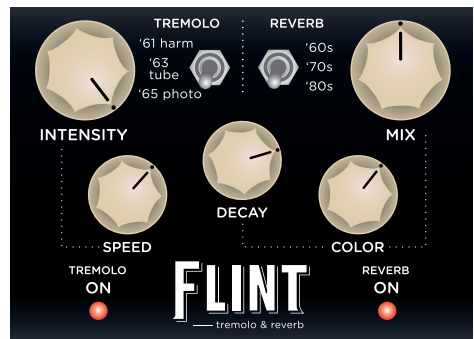 TREMOLO
REVERB
‘61 harm
‘63
tube
‘65 photo
‘60s
‘70s
‘80s
INTENSITY
MIX
DECAY
SPEED
COLOR
TREMOLO
ON
REVERB
ON
FLINT
tremolo & reverb